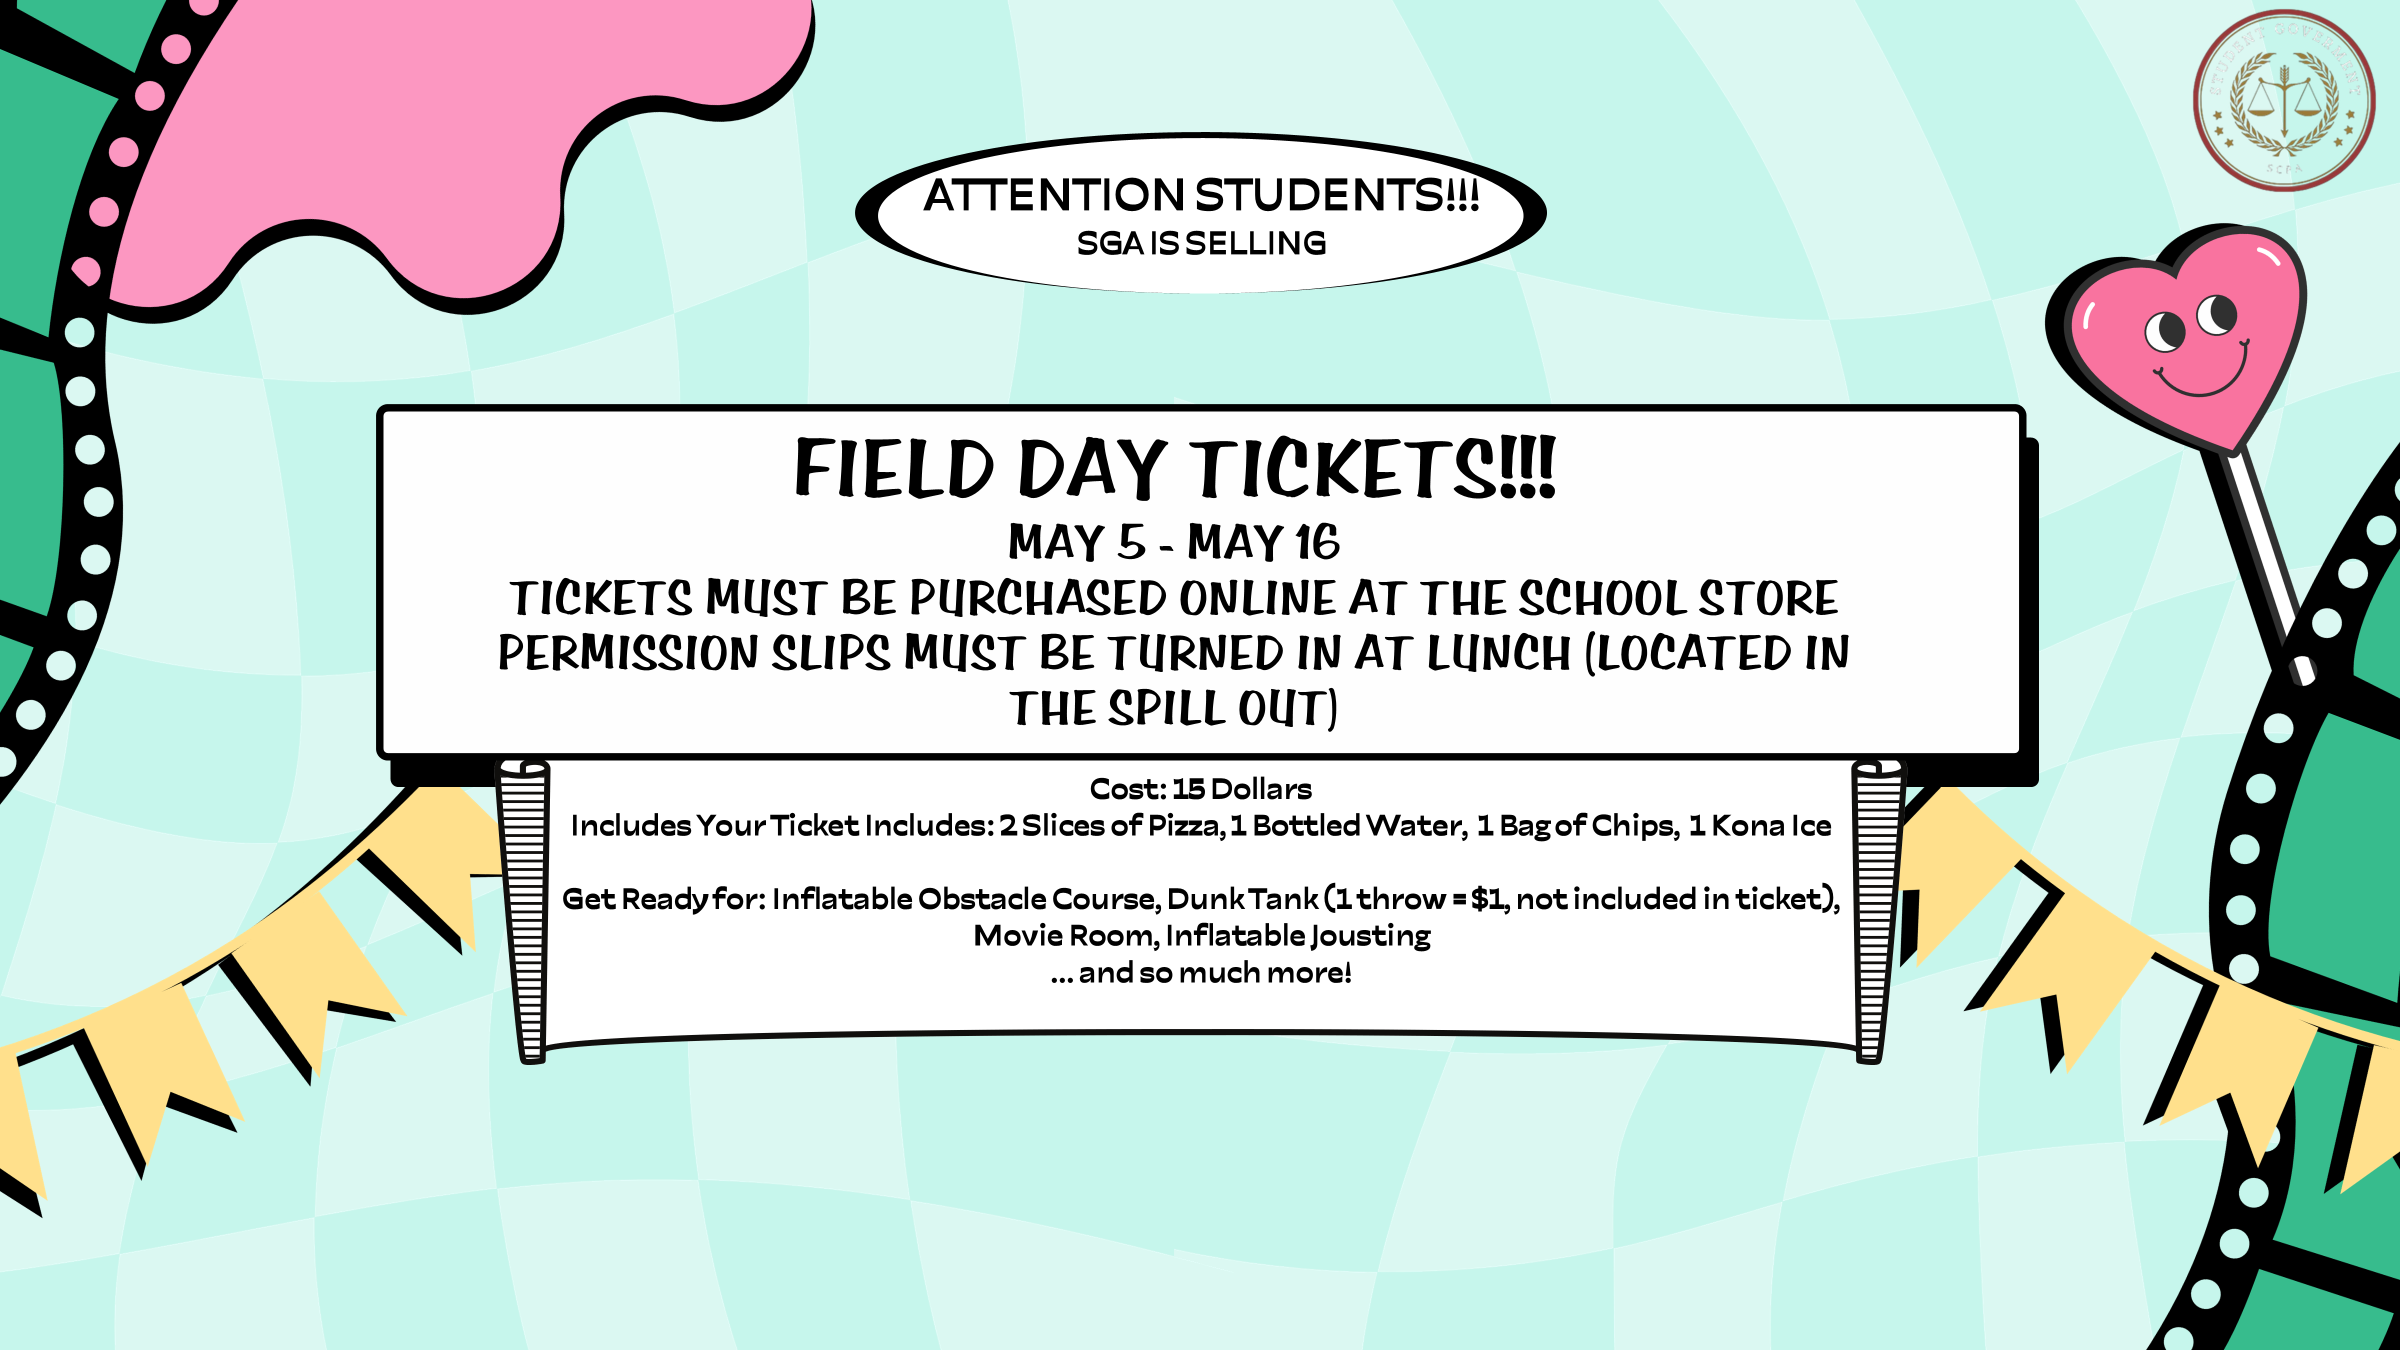 STUDENT GOVERNMENT
SCPA
ATTENTION STUDENTS!!!
SGA IS SELLING
FIELD DAY TICKETS!!!
MAY 5 - MAY 16
TICKETS MUST BE PURCHASED ONLINE AT THE SCHOOL STORE
PERMISSION SLIPS MUST BE TURNED IN AT LUNCH (LOCATED IN
THE SPILL OUT)
Cost: 15 Dollars
Includes Your Ticket Includes: 2 Slices of Pizza, 1 Bottled Water, 1 Bag of Chips, 1 Kona Ice
Get Ready for: Inflatable Obstacle Course, Dunk Tank (1 throw = $1, not included in ticket),
Movie Room, Inflatable Jousting
... and so much more!